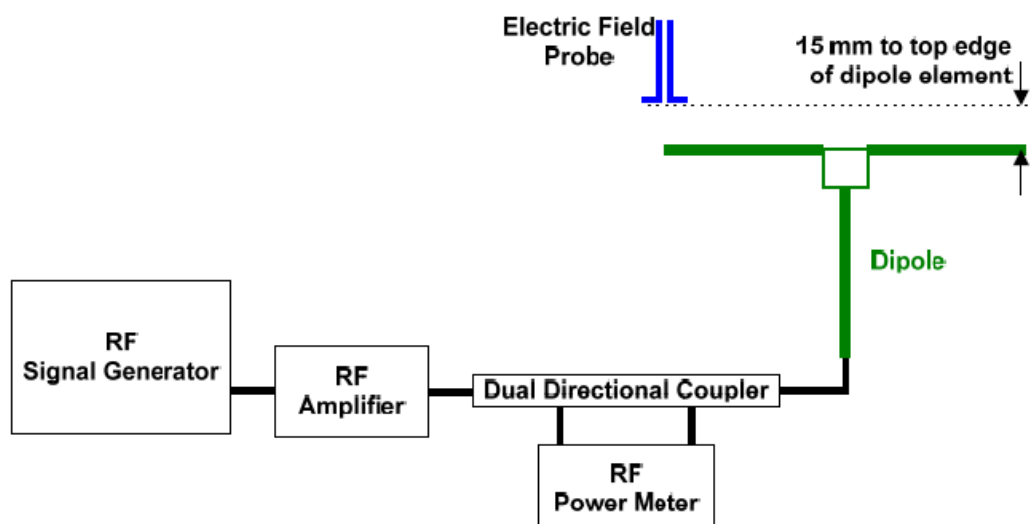 Electric Field
Probe
15 mm to top edge
of dipole element
Dipole
RF
Signal Generator
RF
Amplifier
Dual Directional Coupler
RF
Power Meter